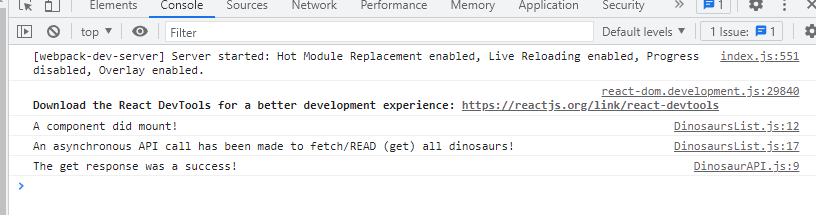 Elements Console Sources Network Performance Memory Application Security » 1
top Filter Default levels 1 Issue: 1
[webpack-dev-server] Server started: Hot Module Replacement enabled, Live Reloading enabled, Progress index.js:551
disabled, Overlay enabled.
react-dom.development.js:29840
Download the React DevTools for a better development experience: https://reactjs.org/link/react-devtools
A component did mount! DinosaursList.js:12
An asynchronous API call has been made to fetch/READ (get) all dinosaurs! DinosaursList.js:17
The get response was a success! DinosaurAPI.js:9